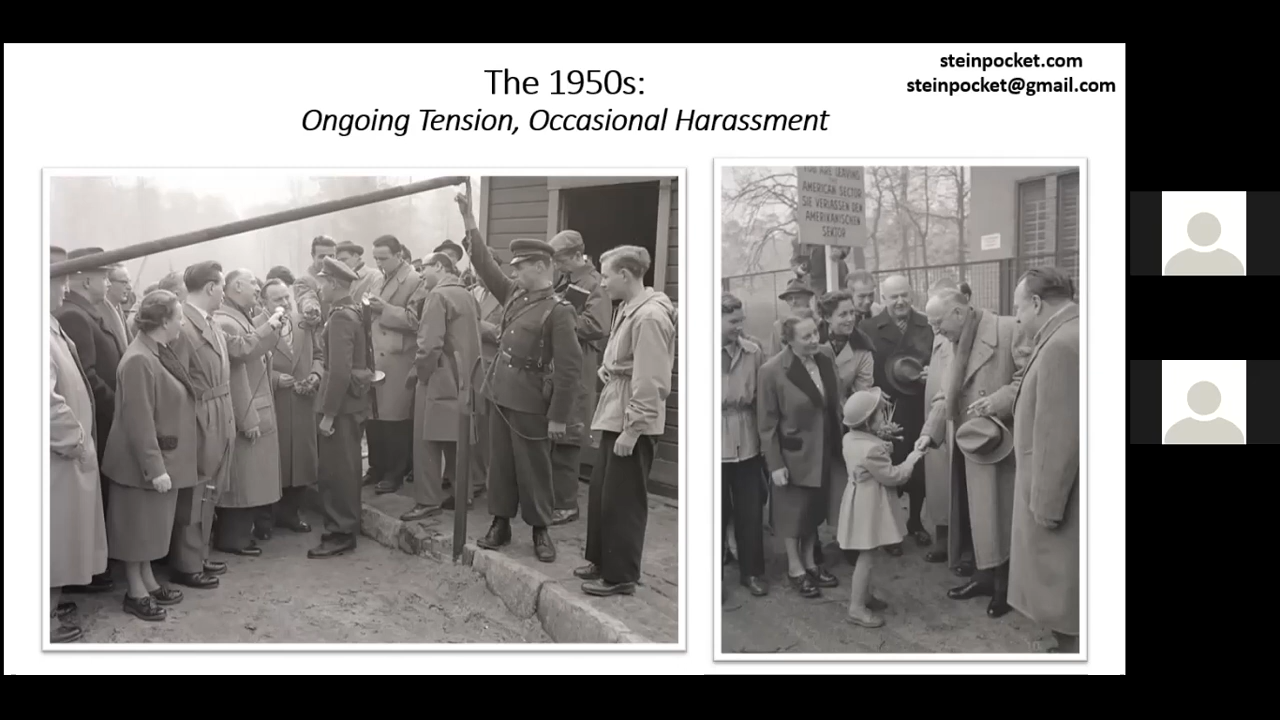 The 1950s:
Ongoing Tension, Occasional Harassment
steinpocket.com
steinpocket@gmail.com
YOU ARE LEAVING
AMERICAN SECTOR
SIE VERLASSEN DEN
AMERIKANISCHEN
SEKTOR